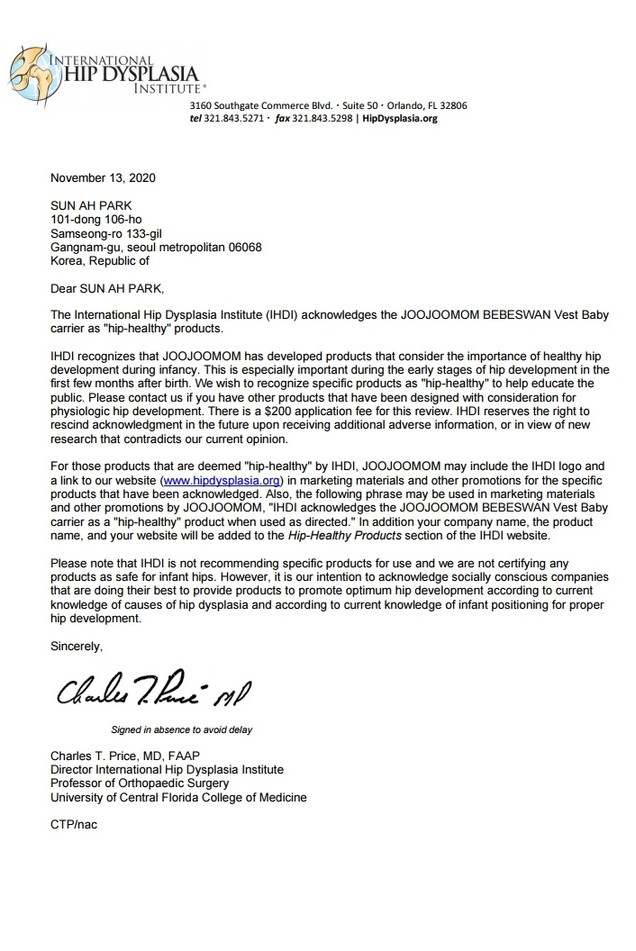 INTERNATIONAL
HIP DYSPLASIA
INSTITUTE®
3160 Southgate Commerce Blvd. · Suite 50 · Orlando, FL 32806
tel 321.843.5271 · fax 321.843.5298 | HipDysplasia.org
November 13, 2020
SUN AH PARK
101-dong 106-ho
Samseong-ro 133-gil
Gangnam-gu, seoul metropolitan 06068
Korea, Republic of
Dear SUN AH PARK,
The International Hip Dysplasia Institute (IHDI) acknowledges the JOOJOOMOM BEBESWAN Vest Baby
carrier as "hip-healthy" products.
IHDI recognizes that JOOJOOMOM has developed products that consider the importance of healthy hip
development during infancy. This is especially important during the early stages of hip development in the
first few months after birth. We wish to recognize specific products as "hip-healthy" to help educate the
public. Please contact us if you have other products that have been designed with consideration for
physiologic hip development. There is a $200 application fee for this review. IHDI reserves the right to
rescind acknowledgment in the future upon receiving additional adverse information, or in view of new
research that contradicts our current opinion.
For those products that are deemed "hip-healthy" by IHDI, JOOJOOMOM may include the IHDI logo and
a link to our website (www.hipdysplasia.org) in marketing materials and other promotions for the specific
products that have been acknowledged. Also, the following phrase may be used in marketing materials
and other promotions by JOOJOOMOM, "IHDI acknowledges the JOOJOOMOM BEBESWAN Vest Baby
carrier as a "hip-healthy" product when used as directed." In addition your company name, the product
name, and your website will be added to the Hip-Healthy Products section of the IHDI website.
Please note that IHDI is not recommending specific products for use and we are not certifying any
products as safe for infant hips. However, it is our intention to acknowledge socially conscious companies
that are doing their best to provide products to promote optimum hip development according to current
knowledge of causes of hip dysplasia and according to current knowledge of infant positioning for proper
hip development.
Sincerely,
Charles T. Price MD
Signed in absence to avoid delay
Charles T. Price, MD, FAAP
Director International Hip Dysplasia Institute
Professor of Orthopaedic Surgery
University of Central Florida College of Medicine
CTP/nac